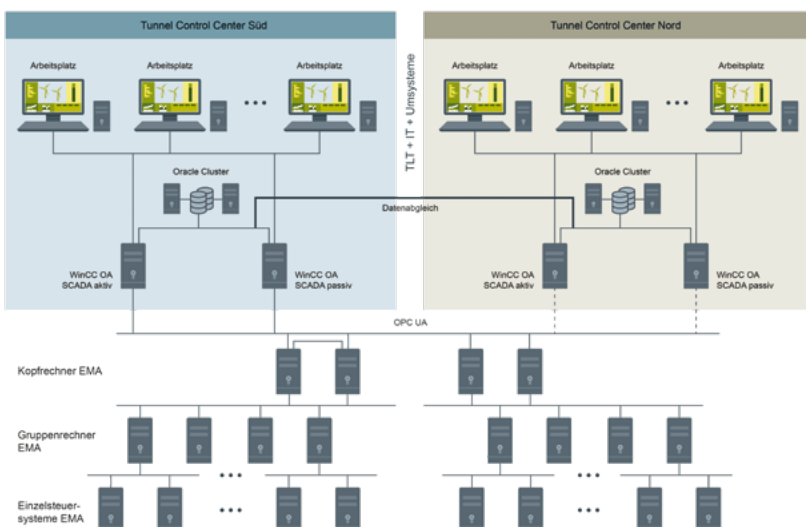 Tunnel Control Center Süd
Tunnel Control Center Nord
Arbeitsplatz
Arbeitsplatz
Arbeitsplatz
Arbeitsplatz
Arbeitsplatz
Arbeitsplatz
TLT + IT + Umsysteme
Oracle Cluster
Oracle Cluster
Datenabgleich
WinCC OA
SCADA aktiv
WinCC OA
SCADA passiv
WinCC OA
SCADA aktiv
WinCC OA
SCADA passiv
OPC UA
Kopfrechner EMA
Gruppenrechner
EMA
Einzelsteuer-
systeme EMA